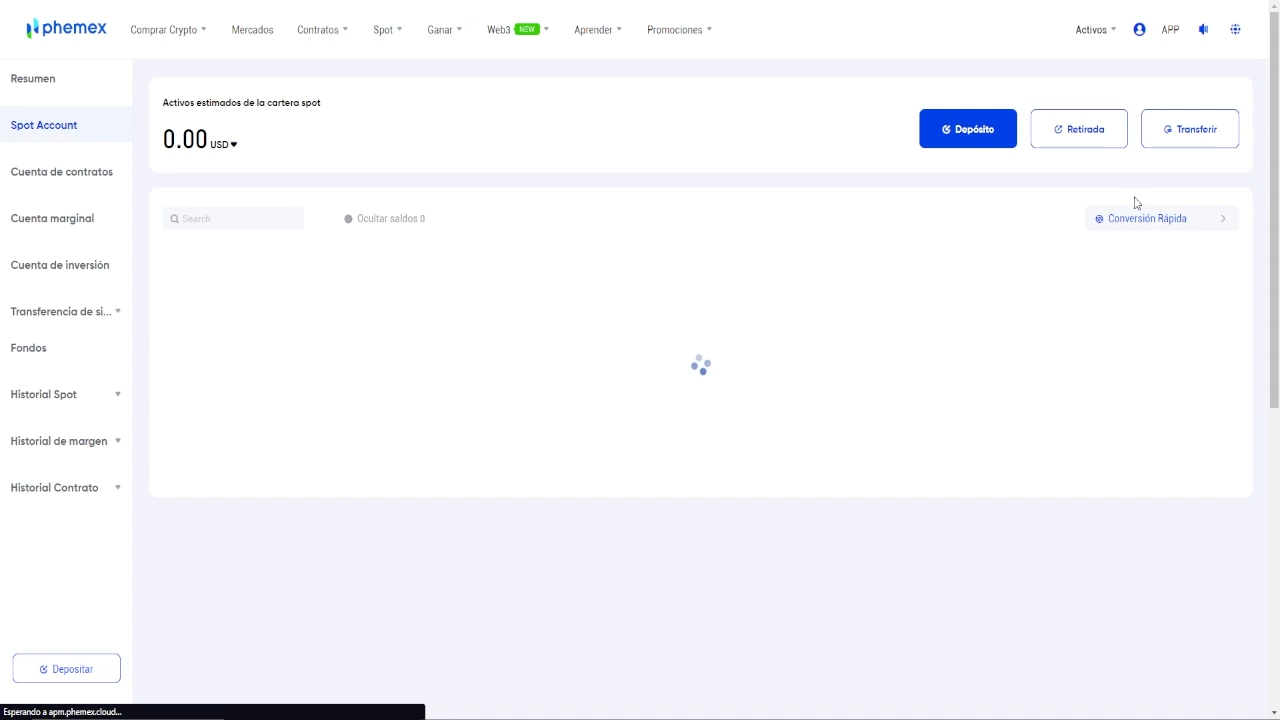 phemex
Comprar Crypto
Mercados
Contratos
Spot
Ganar
Web3 NEW
Aprender
Promociones
Activos
APP
Resumen
Spot Account
Cuenta de contratos
Cuenta marginal
Cuenta de inversión
Transferencia de si...
Fondos
Historial Spot
Historial de margen
Historial Contrato
Depositar
Activos estimados de la cartera spot
0.00 USD
Depósito
Retirada
Transferir
Search
Ocultar saldos 0
Conversión Rápida
Esperando a apm.phemex.cloud...